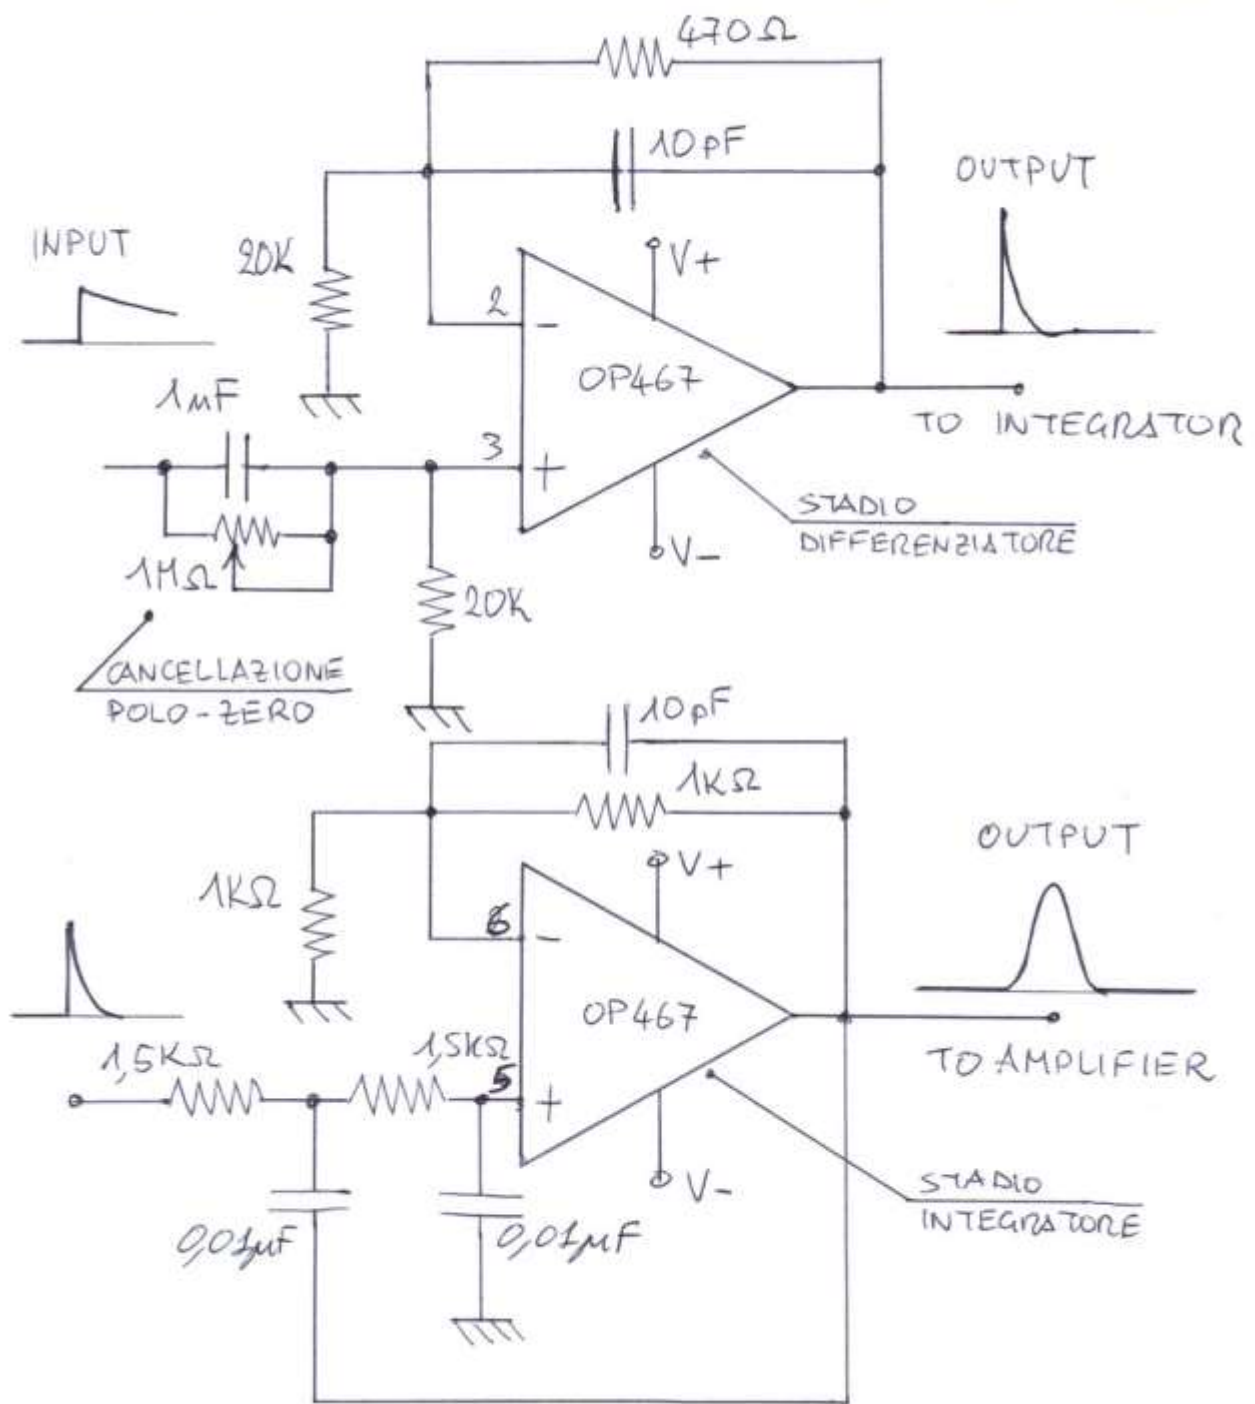 470Ω
10pF
OUTPUT
INPUT
20K
V+
2
-
OP467
1nF
TO INTEGRATOR
3
+
STADIO
DIFFERENZIATORE
V-
1MΩ
20K
CANCELLAZIONE
POLO-ZERO
10pF
1KΩ
OUTPUT
V+
1KΩ
6
-
OP467
1,5KΩ
1,5KΩ
5
+
TO AMPLIFIER
V-
STADIO
INTEGRATORE
0,01µF
0,01µF